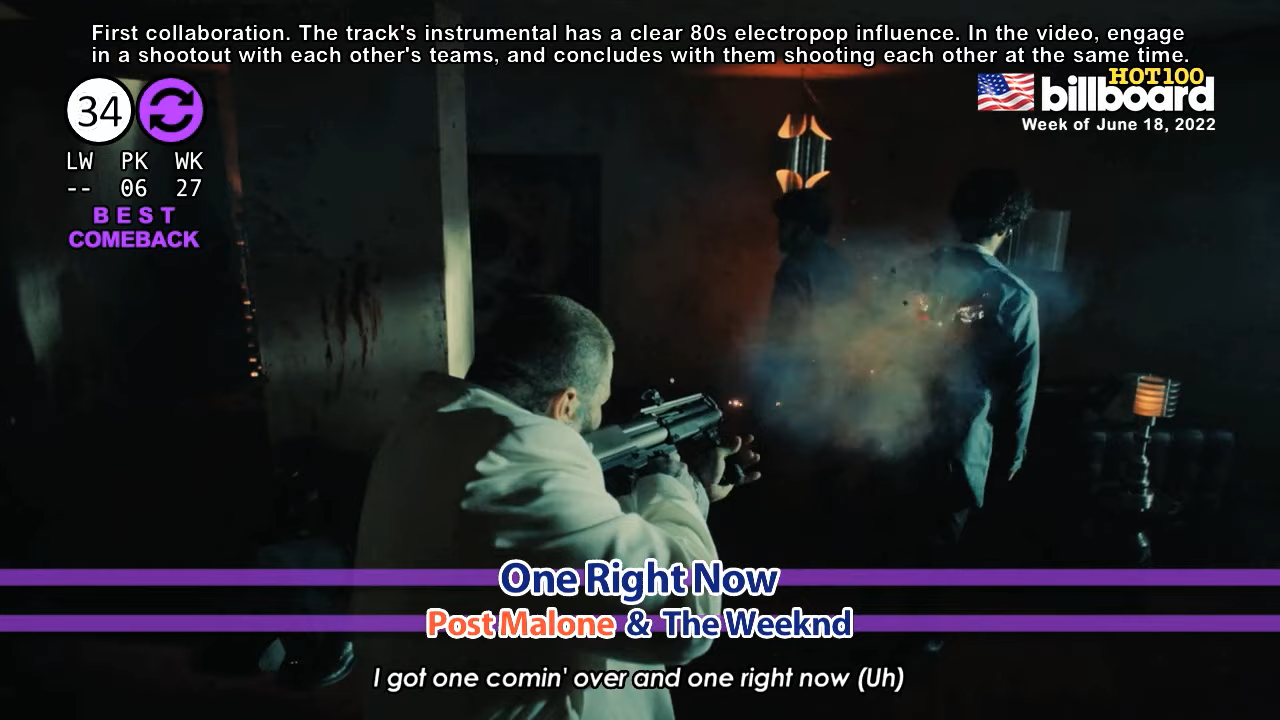 First collaboration. The track's instrumental has a clear 80s electropop influence. In the video, engage
in a shootout with each other's teams, and concludes with them shooting each other at the same time.
34
LW PK WK
-- 06 27
BEST
COMEBACK
HOT100
billboard
Week of June 18, 2022
One Right Now
Post Malone & The Weeknd
I got one comin' over and one right now (Uh)